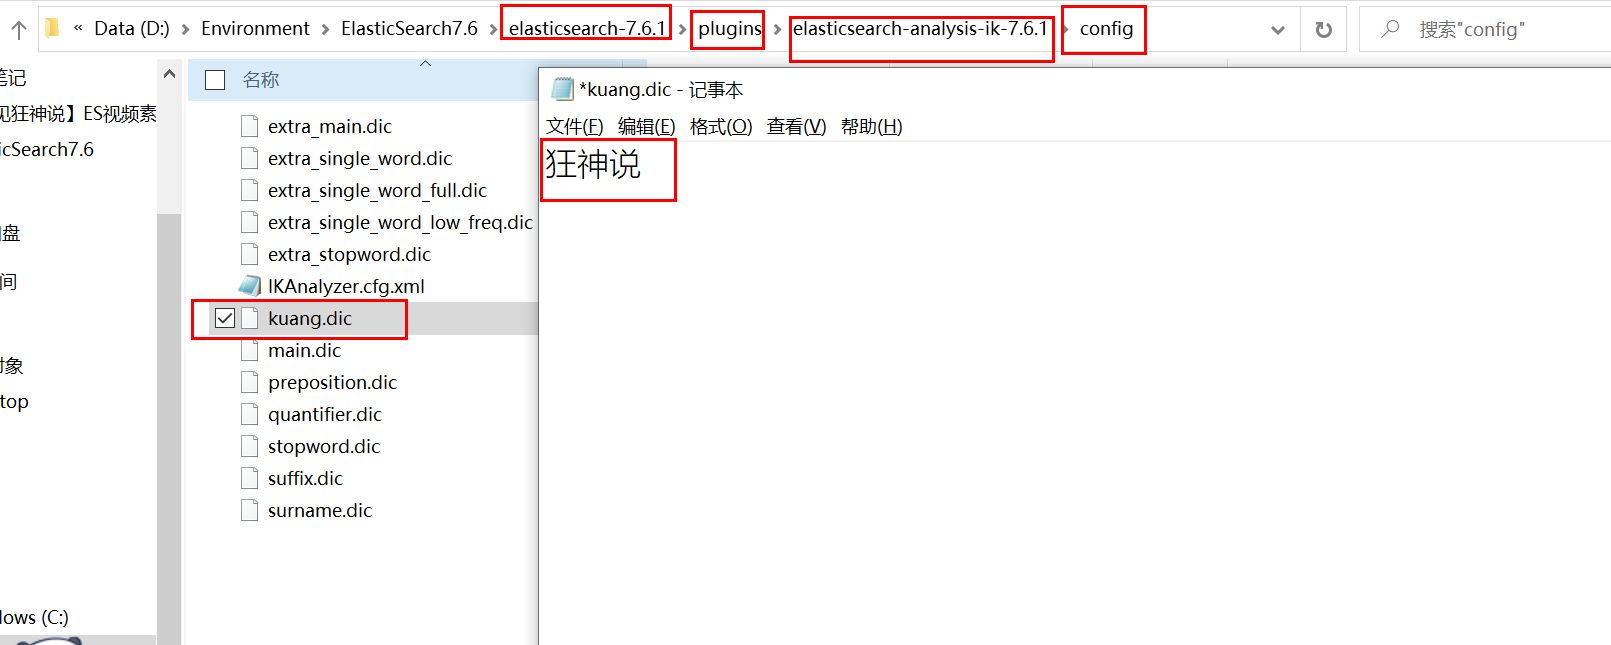 « Data (D:) > Environment > ElasticSearch7.6 > elasticsearch-7.6.1 > plugins > elasticsearch-analysis-ik-7.6.1 > config
搜索"config"
笔记
见狂神说】ES视频素
icSearch7.6
盘
间
对象
top
dows (C:)
名称
extra_main.dic
extra_single_word.dic
extra_single_word_full.dic
extra_single_word_low_freq.dic
extra_stopword.dic
IKAnalyzer.cfg.xml
kuang.dic
main.dic
preposition.dic
quantifier.dic
stopword.dic
suffix.dic
surname.dic
*kuang.dic - 记事本
文件(F) 编辑(E) 格式(O) 查看(V) 帮助(H)
狂神说